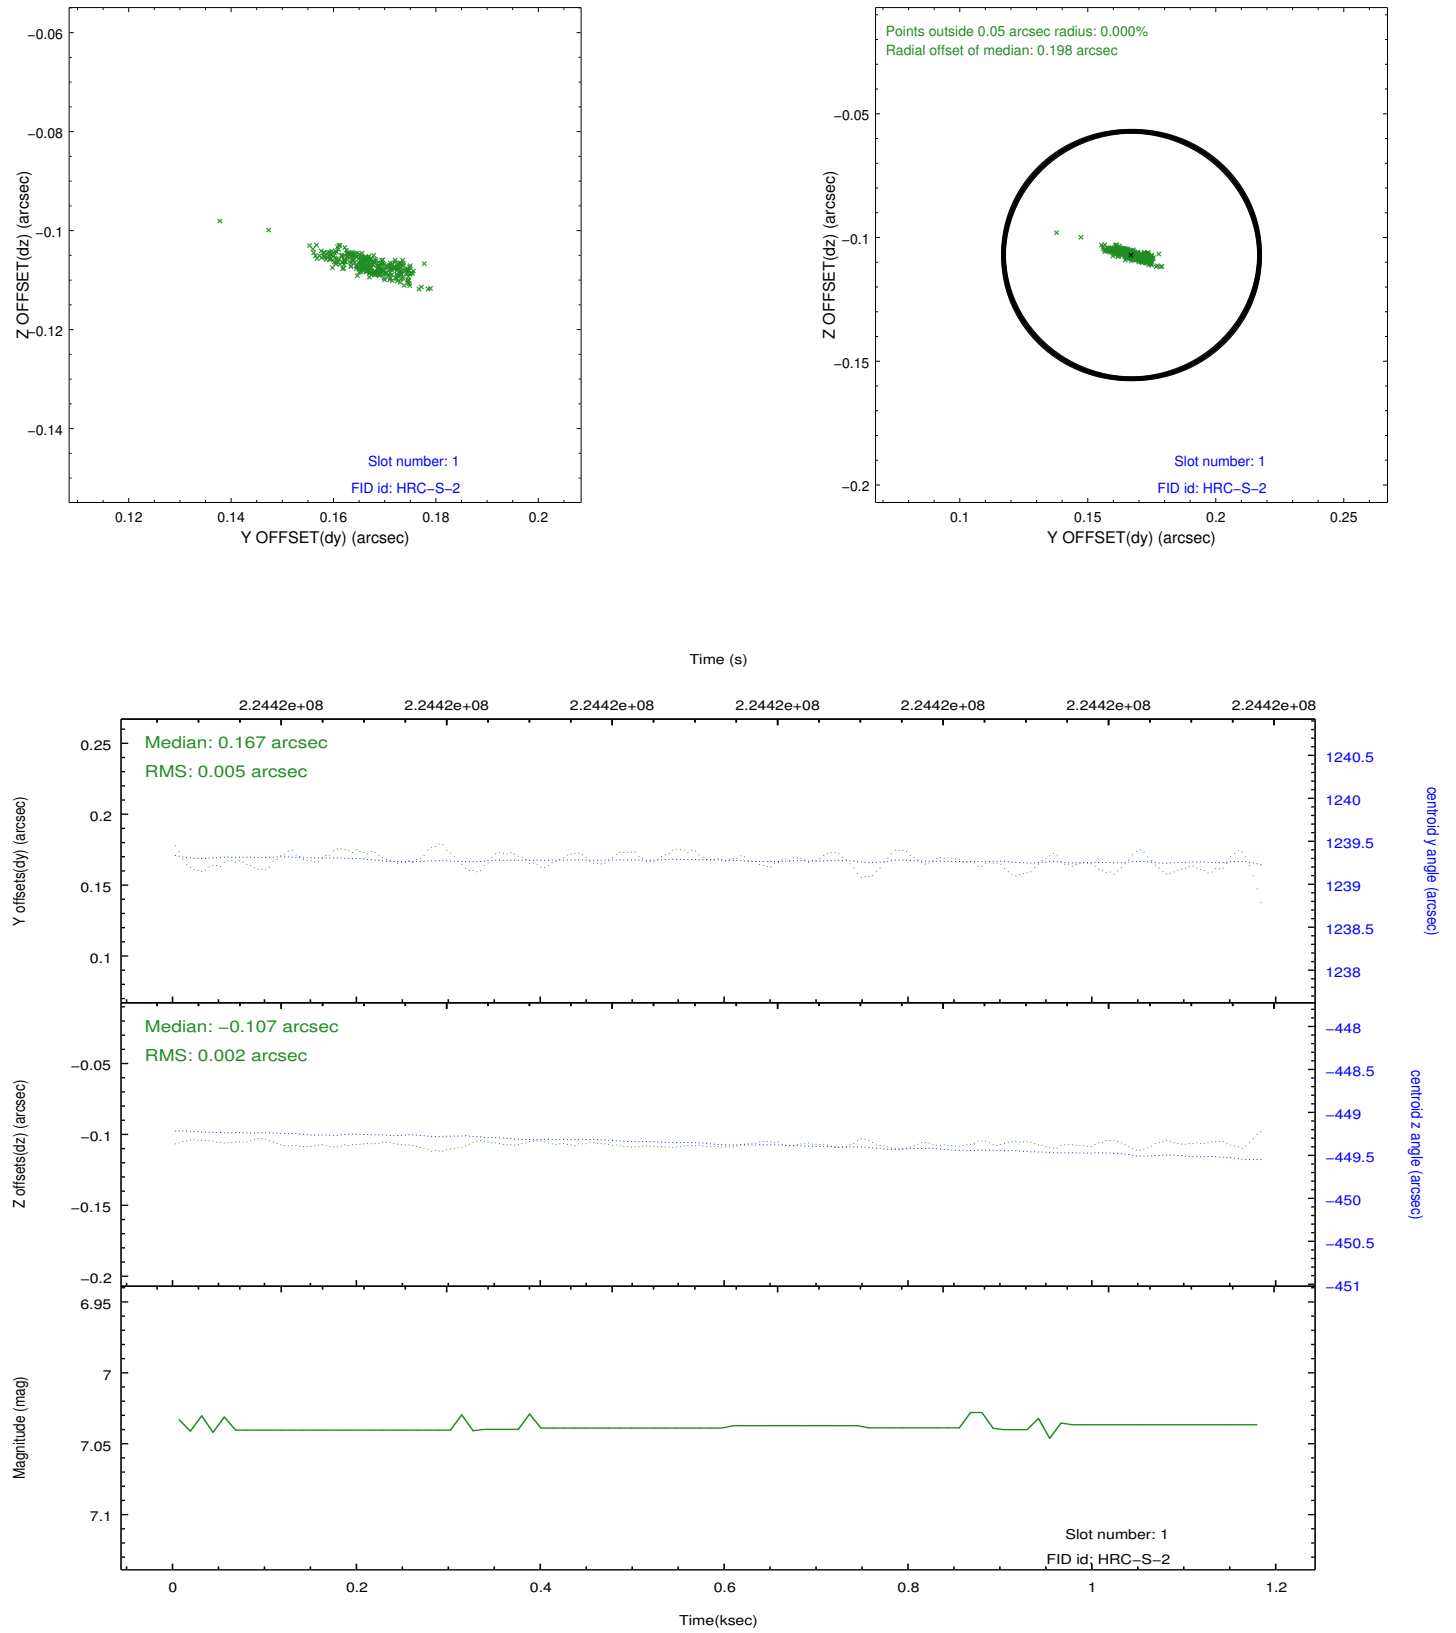 −0.06
−0.08
−0.1
−0.12
−0.14
Z OFFSET(dz) (arcsec)
Slot number: 1
FID id: HRC−S−2
0.12 0.14 0.16 0.18 0.2
Y OFFSET(dy) (arcsec)
Points outside 0.05 arcsec radius: 0.000%
Radial offset of median: 0.198 arcsec
−0.05
−0.1
−0.15
−0.2
Z OFFSET(dz) (arcsec)
Slot number: 1
FID id: HRC−S−2
0.1 0.15 0.2 0.25
Y OFFSET(dy) (arcsec)
Time (s)
2.2442e+08 2.2442e+08 2.2442e+08 2.2442e+08 2.2442e+08 2.2442e+08 2.2442e+08
Median: 0.167 arcsec
RMS: 0.005 arcsec
0.25
0.2
0.15
0.1
Y offsets(dy) (arcsec)
1240.5
1240
1239.5
1239
1238.5
1238
centroid y angle (arcsec)
Median: −0.107 arcsec
RMS: 0.002 arcsec
−0.05
−0.1
−0.15
−0.2
Z offsets(dz) (arcsec)
−448
−448.5
−449
−449.5
−450
−450.5
−451
centroid z angle (arcsec)
6.95
7
7.05
7.1
Magnitude (mag)
Slot number: 1
FID id: HRC−S−2
0 0.2 0.4 0.6 0.8 1 1.2
Time(ksec)